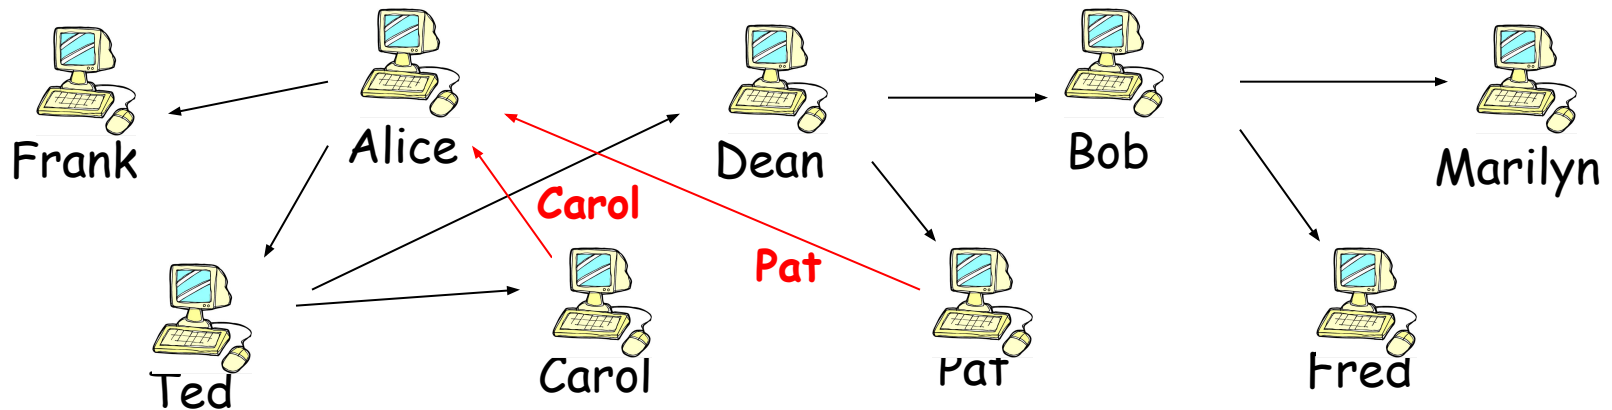 Frank
Alice
Dean
Bob
Marilyn
Carol
Pat
Ted
Carol
Pat
Fred